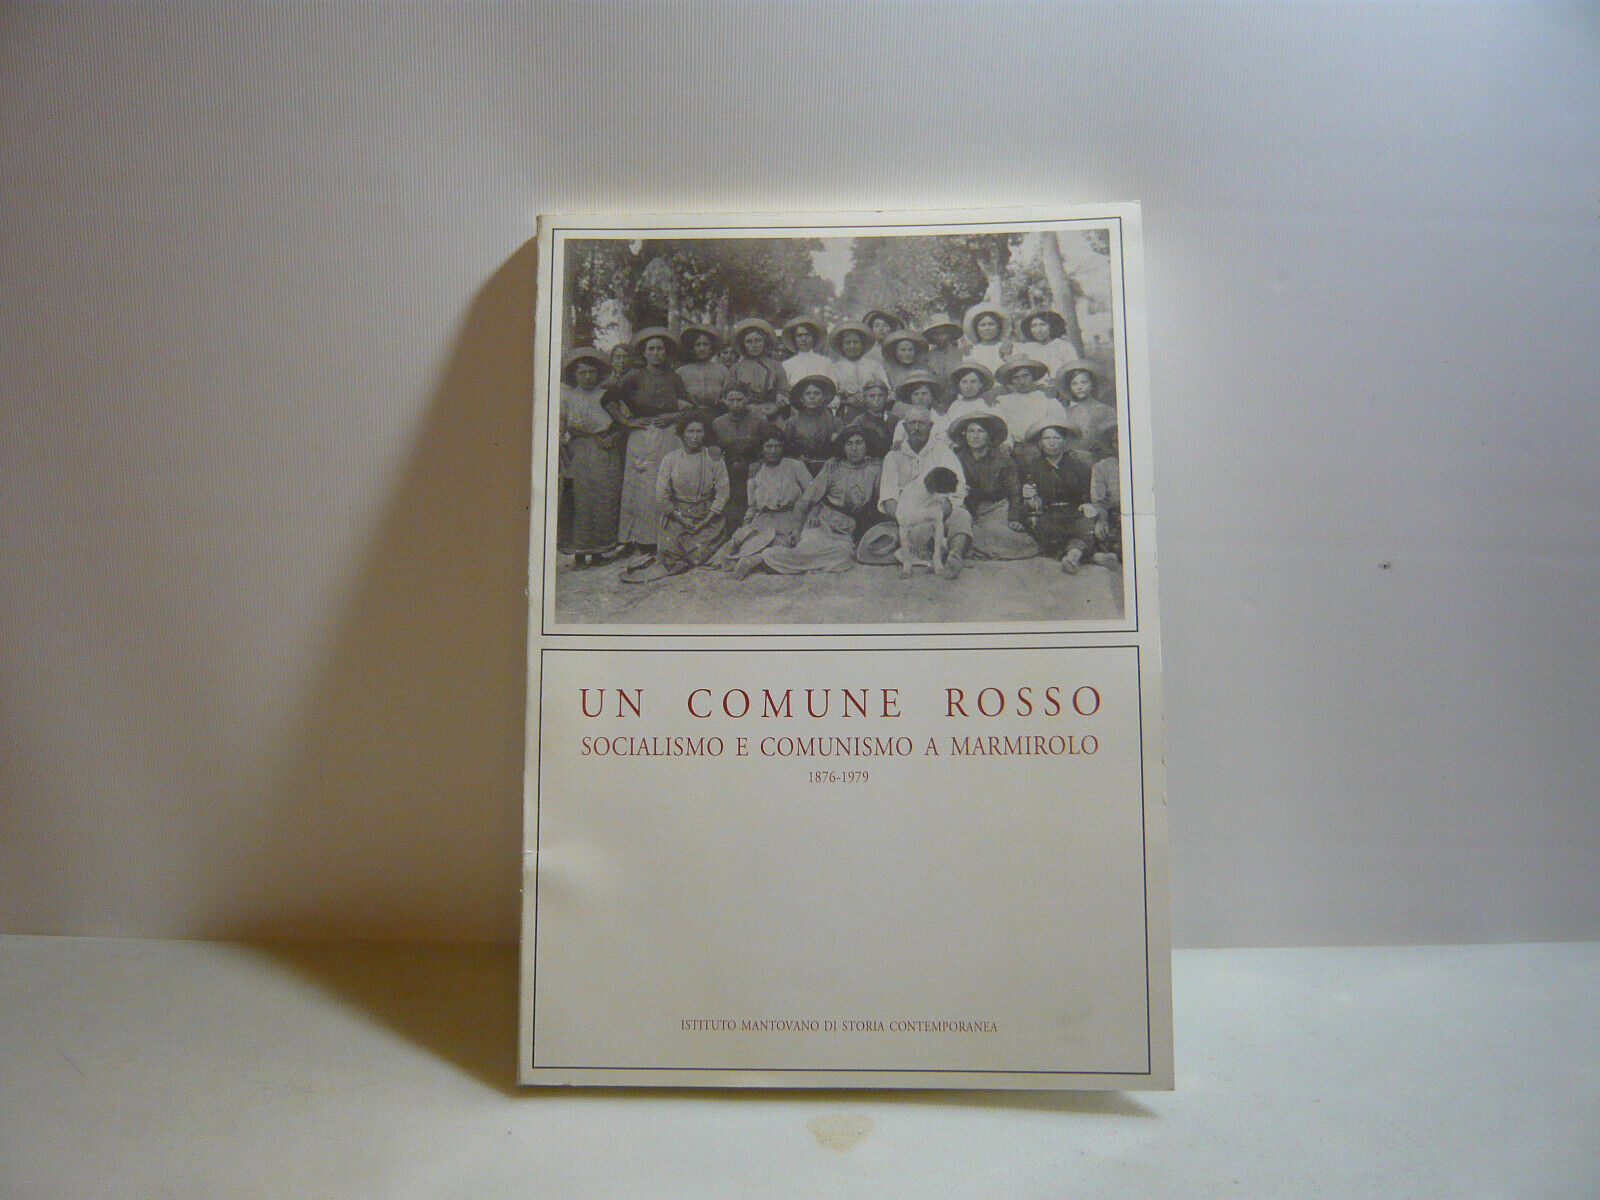 UN COMUNE ROSSO
SOCIALISMO E COMUNISMO A MARMIROLO
1876-1979
ISTITUTO MANTOVANO DI STORIA CONTEMPORANEA